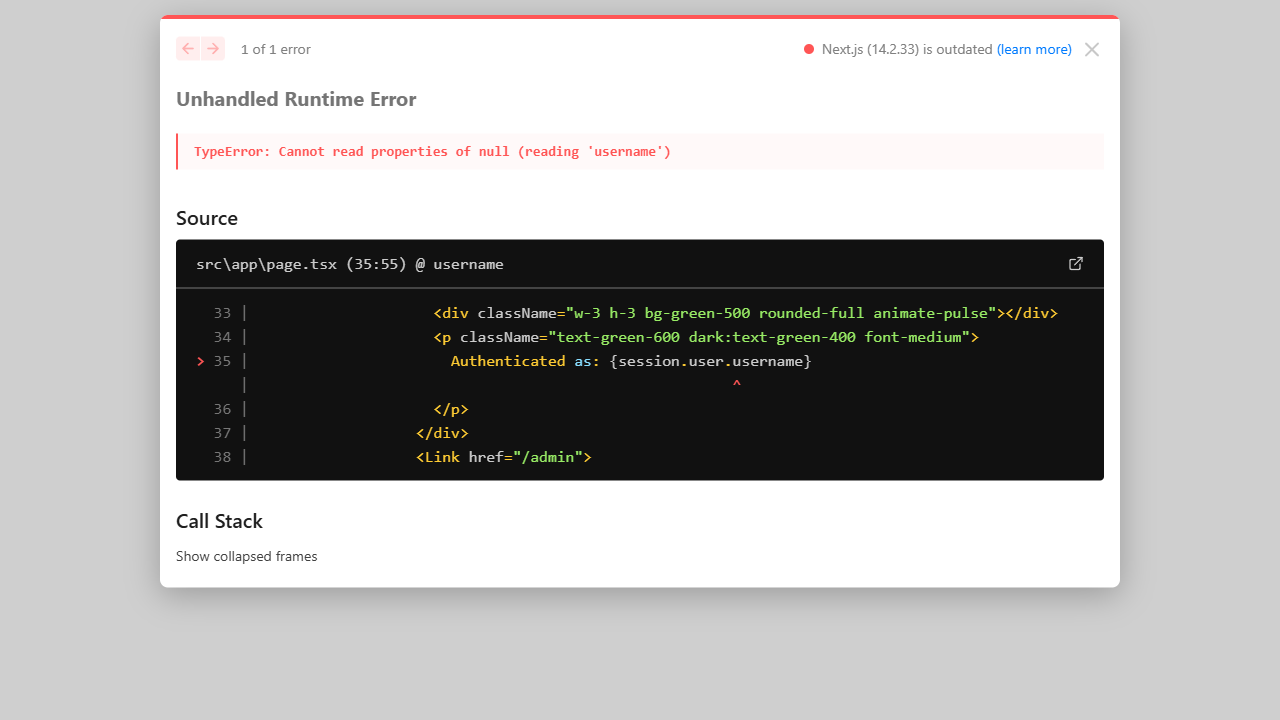 1 of 1 error
Next.js (14.2.33) is outdated (learn more)
Unhandled Runtime Error
TypeError: Cannot read properties of null (reading 'username')
Source
src\app\page.tsx (35:55) @ username
33 |                     <div className="w-3 h-3 bg-green-500 rounded-full animate-pulse"></div>
34 |                     <p className="text-green-600 dark:text-green-400 font-medium">
> 35 |                       Authenticated as: {session.user.username}
|                                                       ^
36 |                     </p>
37 |                   </div>
38 |                   <Link href="/admin">
Call Stack
Show collapsed frames